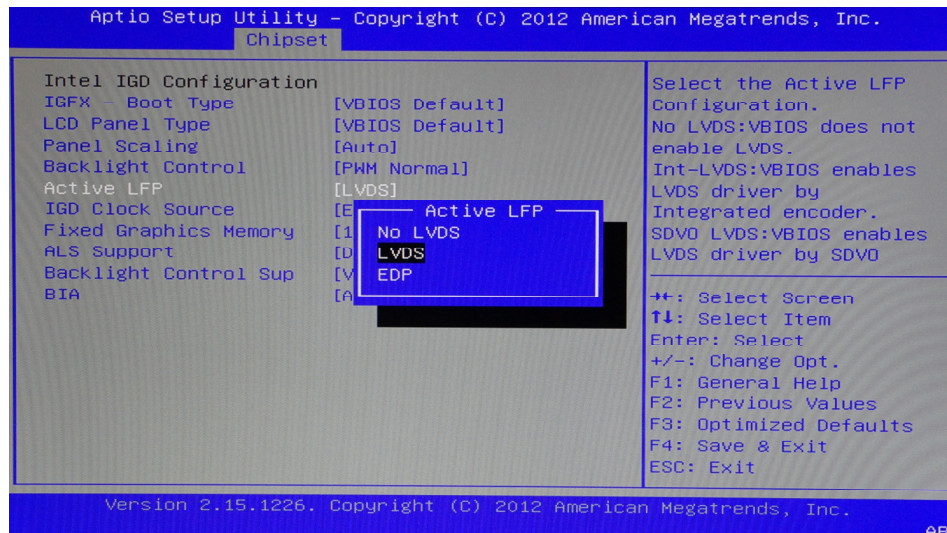 Aptio Setup Utility – Copyright (C) 2012 American Megatrends, Inc.
Chipset
Intel IGD Configuration
IGFX - Boot Type [VBIOS Default]
LCD Panel Type [VBIOS Default]
Panel Scaling [Auto]
Backlight Control [PWM Normal]
Active LFP [LVDS]
IGD Clock Source [E
Fixed Graphics Memory [1
ALS Support [D
Backlight Control Sup [V
BIA [A
Active LFP
No LVDS
LVDS
EDP
Select the Active LFP
Configuration.
No LVDS:VBIOS does not
enable LVDS.
Int-LVDS:VBIOS enables
LVDS driver by
Integrated encoder.
SDVO LVDS:VBIOS enables
LVDS driver by SDVO
→←: Select Screen
↑↓: Select Item
Enter: Select
+/-: Change Opt.
F1: General Help
F2: Previous Values
F3: Optimized Defaults
F4: Save & Exit
ESC: Exit
Version 2.15.1226. Copyright (C) 2012 American Megatrends, Inc.